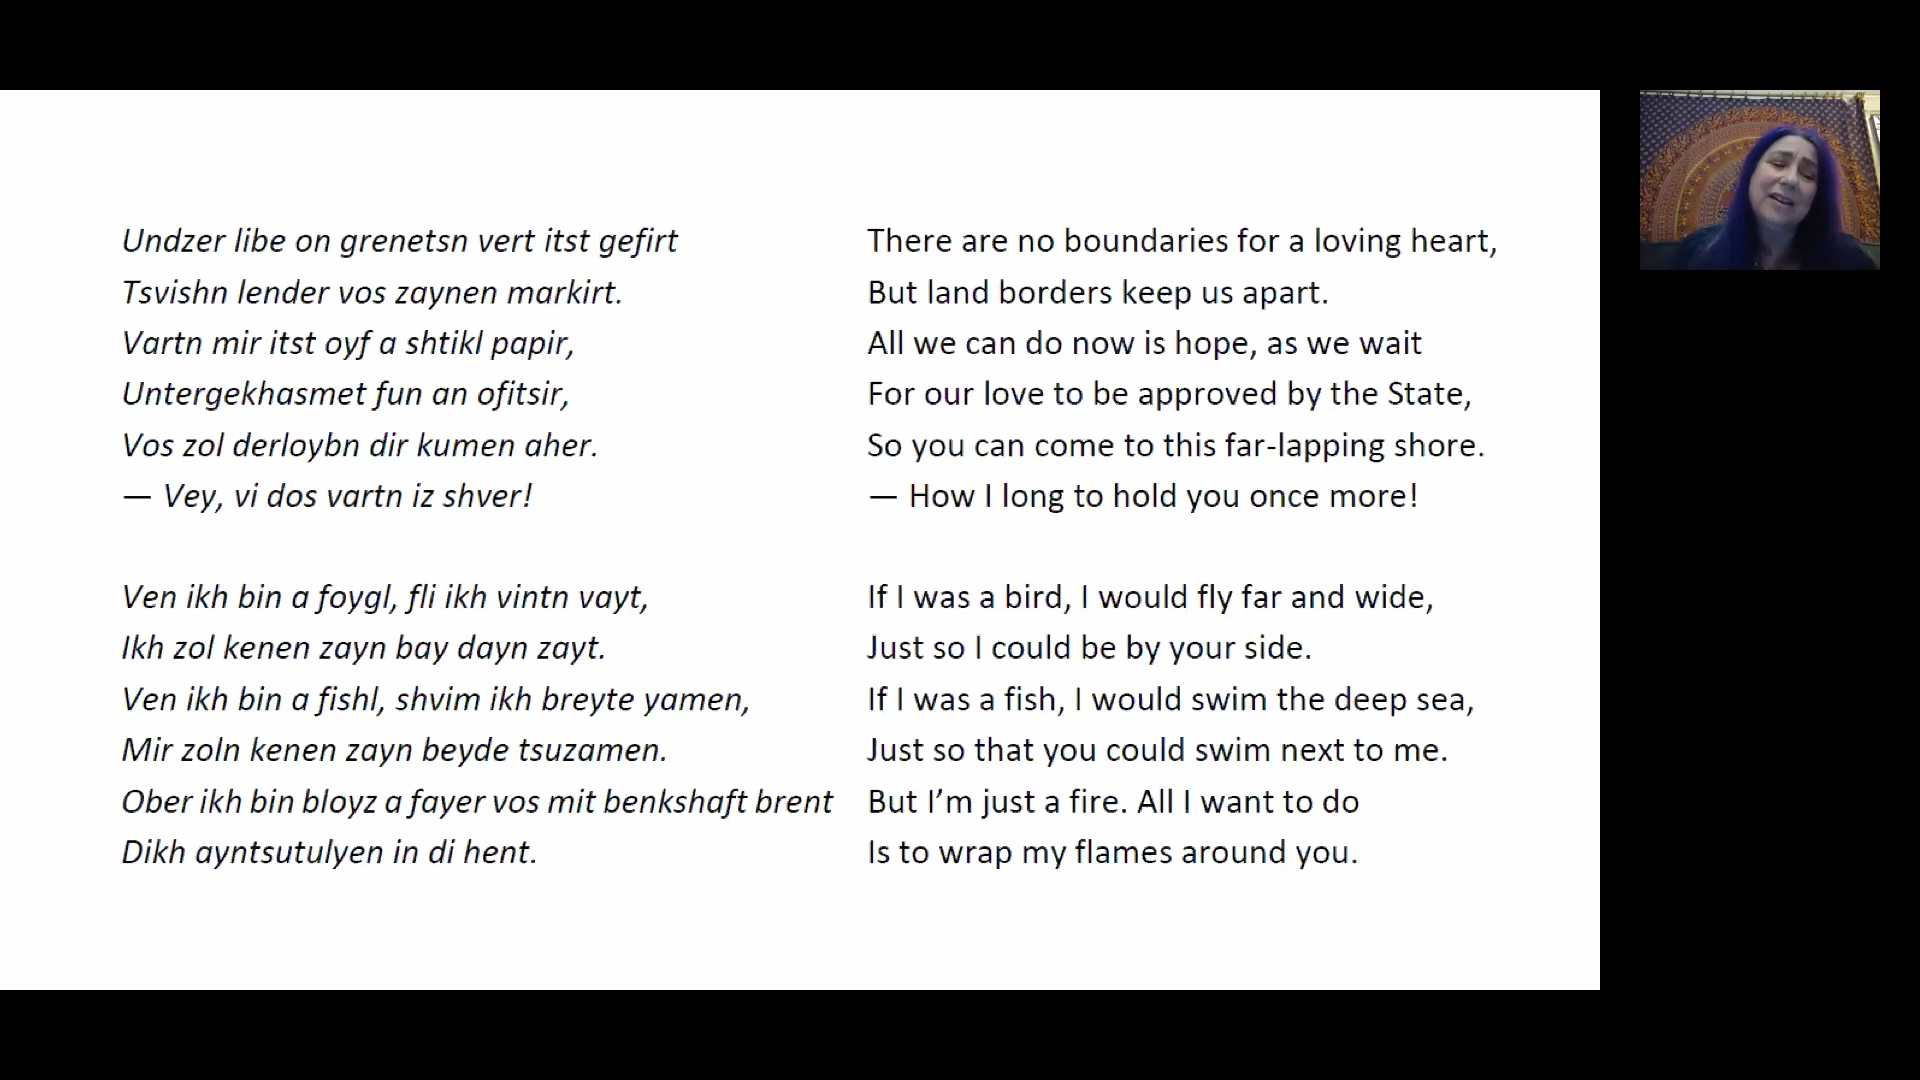 Undzer libe on grenetsn vert itst gefirt
Tsvishn lender vos zaynen markirt.
Vartn mir itst oyf a shtikl papir,
Untergekhasmet fun an ofitsir,
Vos zol derloybn dir kumen aher.
— Vey, vi dos vartn iz shver!
Ven ikh bin a foygl, fli ikh vintn vayt,
Ikh zol kenen zayn bay dayn zayt.
Ven ikh bin a fishl, shvim ikh breyte yamen,
Mir zoln kenen zayn beyde tsuzamen.
Ober ikh bin bloyz a fayer vos mit benkshaft brent
Dikh ayntsutulyen in di hent.
There are no boundaries for a loving heart,
But land borders keep us apart.
All we can do now is hope, as we wait
For our love to be approved by the State,
So you can come to this far-lapping shore.
— How I long to hold you once more!
If I was a bird, I would fly far and wide,
Just so I could be by your side.
If I was a fish, I would swim the deep sea,
Just so that you could swim next to me.
But I’m just a fire. All I want to do
Is to wrap my flames around you.